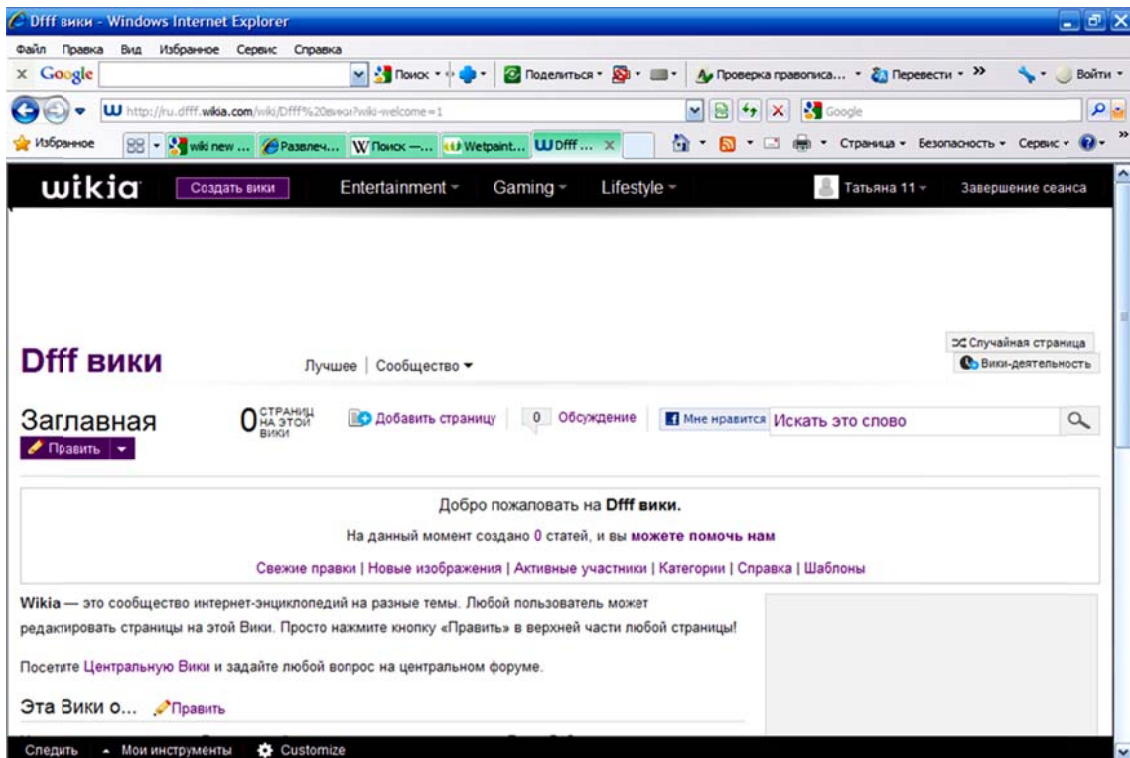 Dfff вики - Windows Internet Explorer
Файл Правка Вид Избранное Сервис Справка
x Google Поиск Поделиться Проверка правописа... Перевести » Войти
http://ru.dfff.wikia.com/wiki/Dfff%20вики?wiki-welcome=1 Google
Избранное wiki new ... Развлеч... Поиск —... Wetpaint... Dfff ... x Страница Безопасность Сервис »
wikia Создать вики Entertainment Gaming Lifestyle Татьяна 11 Завершение сеанса
Dfff вики Лучшее | Сообщество Случайная страница
Вики-деятельность
Заглавная 0 СТРАНИЦ НА ЭТОЙ ВИКИ Добавить страницу 0 Обсуждение Мне нравится Искать это слово
Править
Добро пожаловать на Dfff вики.
На данный момент создано 0 статей, и вы можете помочь нам
Свежие правки | Новые изображения | Активные участники | Категории | Справка | Шаблоны
Wikia — это сообщество интернет-энциклопедий на разные темы. Любой пользователь может
редактировать страницы на этой Вики. Просто нажмите кнопку «Править» в верхней части любой страницы!
Посетите Центральную Вики и задайте любой вопрос на центральном форуме.
Эта Вики о... Править
Следить Мои инструменты Customize